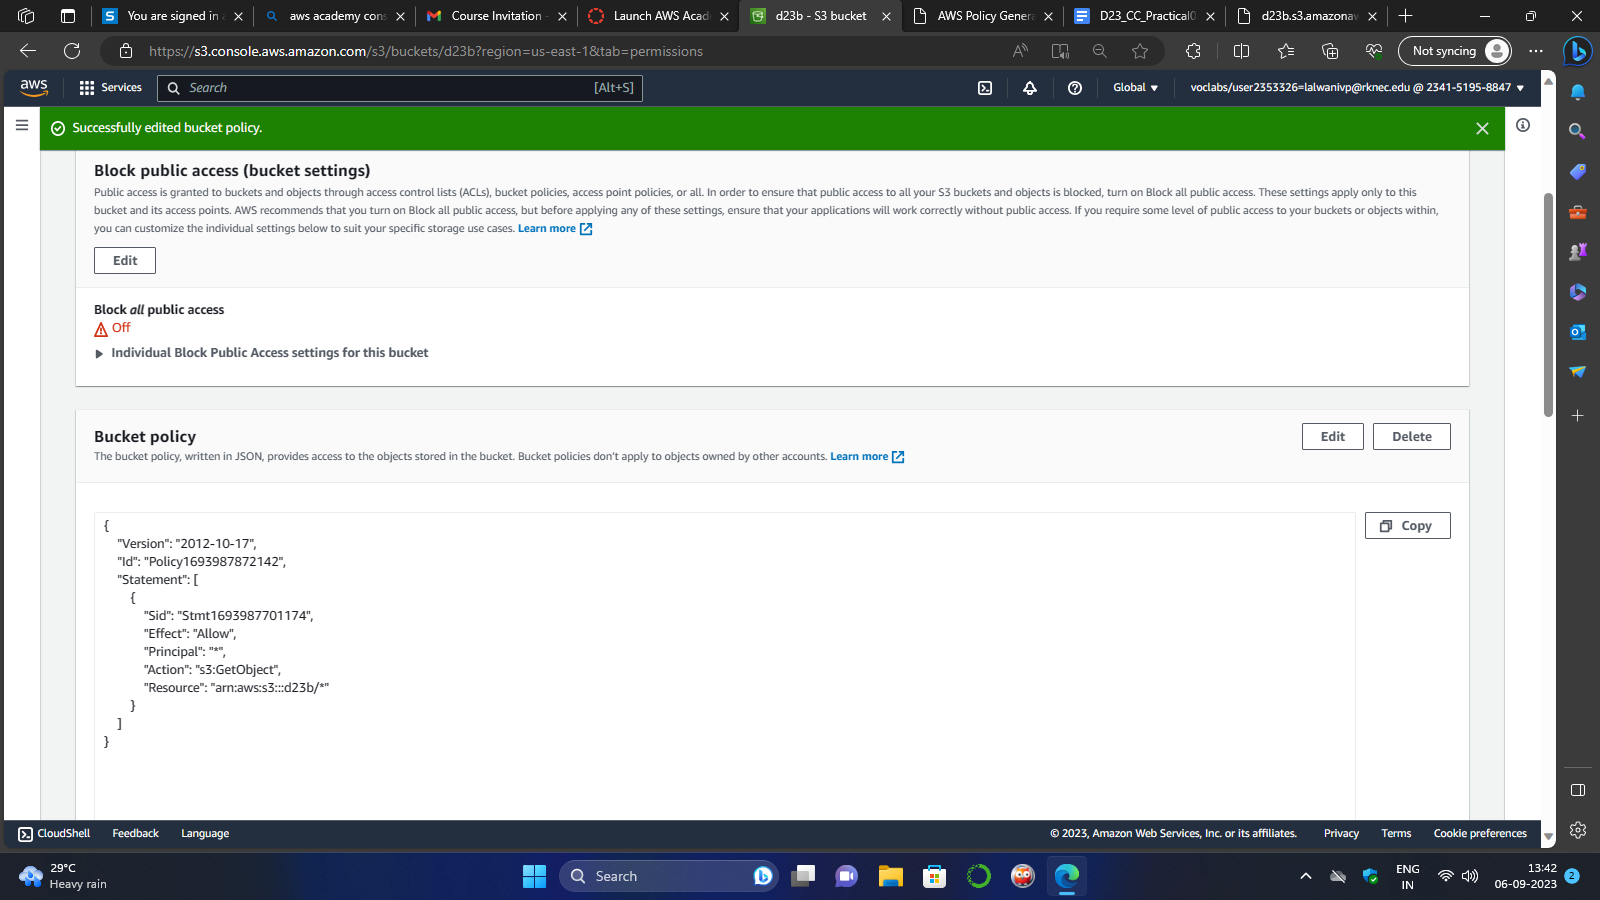 You are signed in
aws academy cons
Course Invitation -
Launch AWS Acad
d23b - S3 bucket
AWS Policy Genera
D23_CC_Practical0
d23b.s3.amazonaw
https://s3.console.aws.amazon.com/s3/buckets/d23b?region=us-east-1&tab=permissions
Not syncing
aws
Services
Search
[Alt+S]
Global
voclabs/user2353326=lalwanivp@rknec.edu @ 2341-5195-8847
Successfully edited bucket policy.
Block public access (bucket settings)
Public access is granted to buckets and objects through access control lists (ACLs), bucket policies, access point policies, or all. In order to ensure that public access to all your S3 buckets and objects is blocked, turn on Block all public access. These settings apply only to this
bucket and its access points. AWS recommends that you turn on Block all public access, but before applying any of these settings, ensure that your applications will work correctly without public access. If you require some level of public access to your buckets or objects within,
you can customize the individual settings below to suit your specific storage use cases. Learn more
Edit
Block all public access
Off
Individual Block Public Access settings for this bucket
Bucket policy
Edit
Delete
The bucket policy, written in JSON, provides access to the objects stored in the bucket. Bucket policies don't apply to objects owned by other accounts. Learn more
Copy
{
"Version": "2012-10-17",
"Id": "Policy1693987872142",
"Statement": [
{
"Sid": "Stmt1693987701174",
"Effect": "Allow",
"Principal": "*",
"Action": "s3:GetObject",
"Resource": "arn:aws:s3:::d23b/*"
}
]
}
CloudShell
Feedback
Language
© 2023, Amazon Web Services, Inc. or its affiliates.
Privacy
Terms
Cookie preferences
29°C
Heavy rain
Search
ENG
IN
13:42
06-09-2023
2